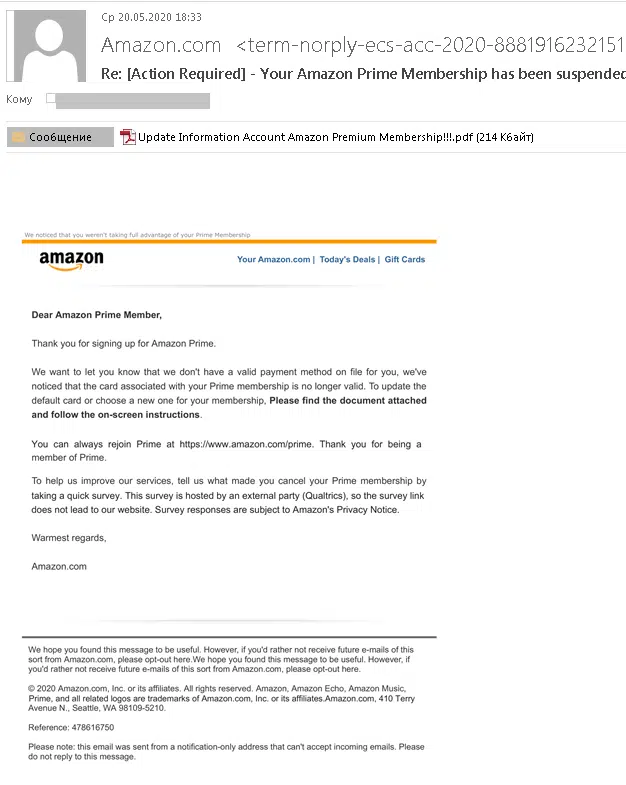 Ср 20.05.2020 18:33
Amazon.com <term-norply-ecs-acc-2020-8881916232151
Re: [Action Required] - Your Amazon Prime Membership has been suspended
Кому
Сообщение Update Information Account Amazon Premium Membership!!!.pdf (214 Кбайт)
We noticed that you weren't taking full advantage of your Prime Membership
amazon Your Amazon.com | Today's Deals | Gift Cards
Dear Amazon Prime Member,
Thank you for signing up for Amazon Prime.
We want to let you know that we don't have a valid payment method on file for you, we've
noticed that the card associated with your Prime membership is no longer valid. To update the
default card or choose a new one for your membership, Please find the document attached
and follow the on-screen instructions.
You can always rejoin Prime at https://www.amazon.com/prime. Thank you for being a
member of Prime.
To help us improve our services, tell us what made you cancel your Prime membership by
taking a quick survey. This survey is hosted by an external party (Qualtrics), so the survey link
does not lead to our website. Survey responses are subject to Amazon's Privacy Notice.
Warmest regards,
Amazon.com
We hope you found this message to be useful. However, if you'd rather not receive future e-mails of this
sort from Amazon.com, please opt-out here.We hope you found this message to be useful. However, if
you'd rather not receive future e-mails of this sort from Amazon.com, please opt-out here.
© 2020 Amazon.com, Inc. or its affiliates. All rights reserved. Amazon, Amazon Echo, Amazon Music,
Prime, and all related logos are trademarks of Amazon.com, Inc. or its affiliates.Amazon.com, 410 Terry
Avenue N., Seattle, WA 98109-5210.
Reference: 478616750
Please note: this email was sent from a notification-only address that can't accept incoming emails. Please
do not reply to this message.